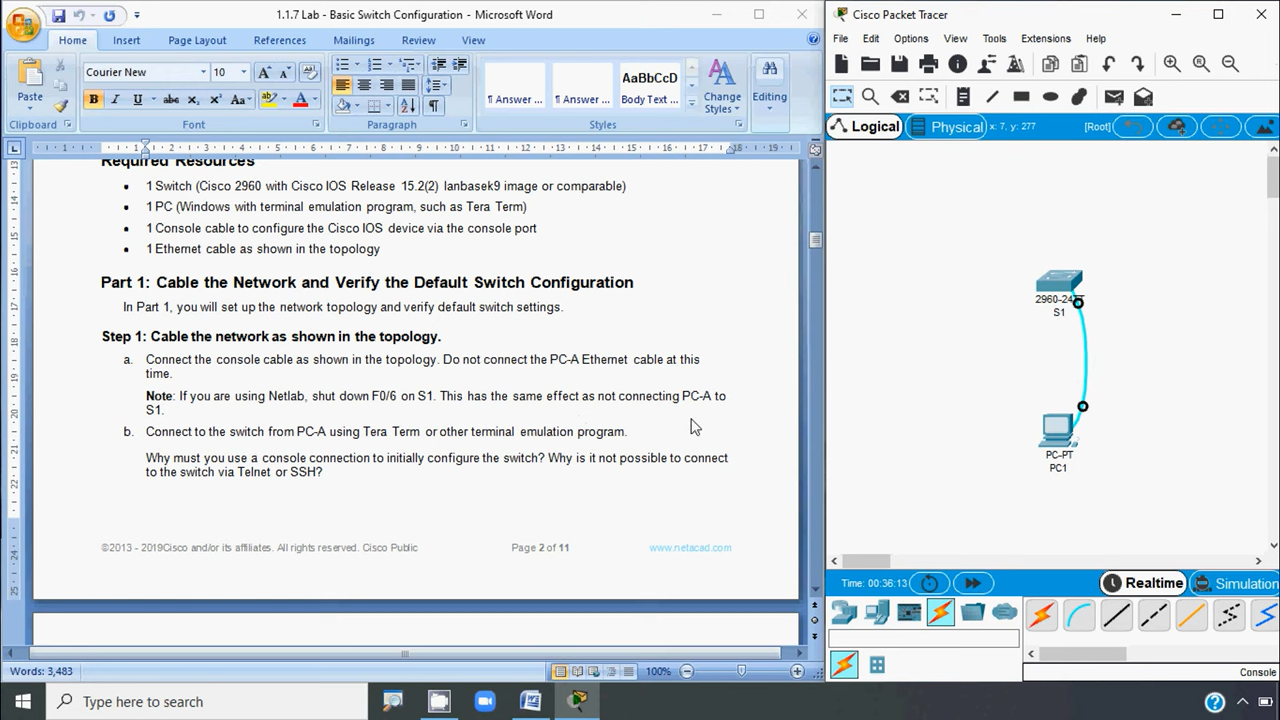 1.1.7 Lab - Basic Switch Configuration - Microsoft Word
Home Insert Page Layout References Mailings Review View
Paste
Clipboard
Courier New 10
B I U abc X₂ X² Aa
Font
Paragraph
AaBbCcD
¶ Answer ... ¶ Answer ... Body Text ...
Change Styles
Styles
Editing
Required Resources
• 1 Switch (Cisco 2960 with Cisco IOS Release 15.2(2) lanbasek9 image or comparable)
• 1 PC (Windows with terminal emulation program, such as Tera Term)
• 1 Console cable to configure the Cisco IOS device via the console port
• 1 Ethernet cable as shown in the topology
Part 1: Cable the Network and Verify the Default Switch Configuration
In Part 1, you will set up the network topology and verify default switch settings.
Step 1: Cable the network as shown in the topology.
a. Connect the console cable as shown in the topology. Do not connect the PC-A Ethernet cable at this
time.
Note: If you are using Netlab, shut down F0/6 on S1. This has the same effect as not connecting PC-A to
S1.
b. Connect to the switch from PC-A using Tera Term or other terminal emulation program.
Why must you use a console connection to initially configure the switch? Why is it not possible to connect
to the switch via Telnet or SSH?
©2013 - 2019Cisco and/or its affiliates. All rights reserved. Cisco Public Page 2 of 11 www.netacad.com
Words: 3,483 100%
Type here to search
Cisco Packet Tracer
File Edit Options View Tools Extensions Help
Logical Physical x: 7, y: 277 [Root]
S1
PC-PT
PC1
Time: 00:36:13 Realtime Simulation
Console